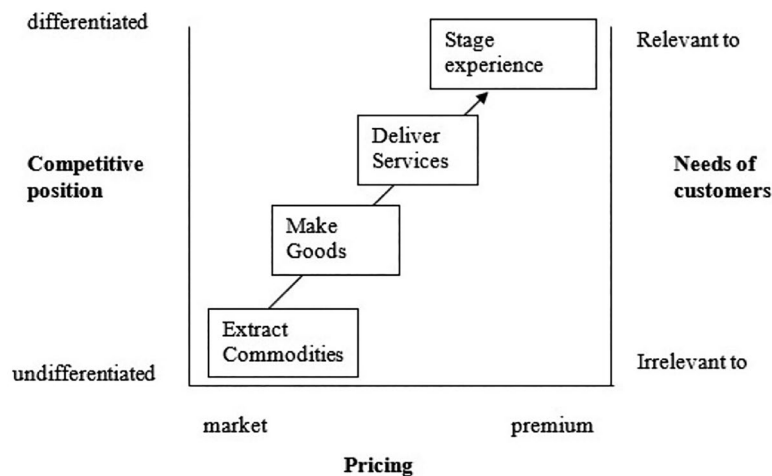 differentiated
Stage
experience
Relevant to
Deliver
Services
Competitive
position
Needs of
customers
Make
Goods
Extract
Commodities
undifferentiated
Irrelevant to
market
premium
Pricing